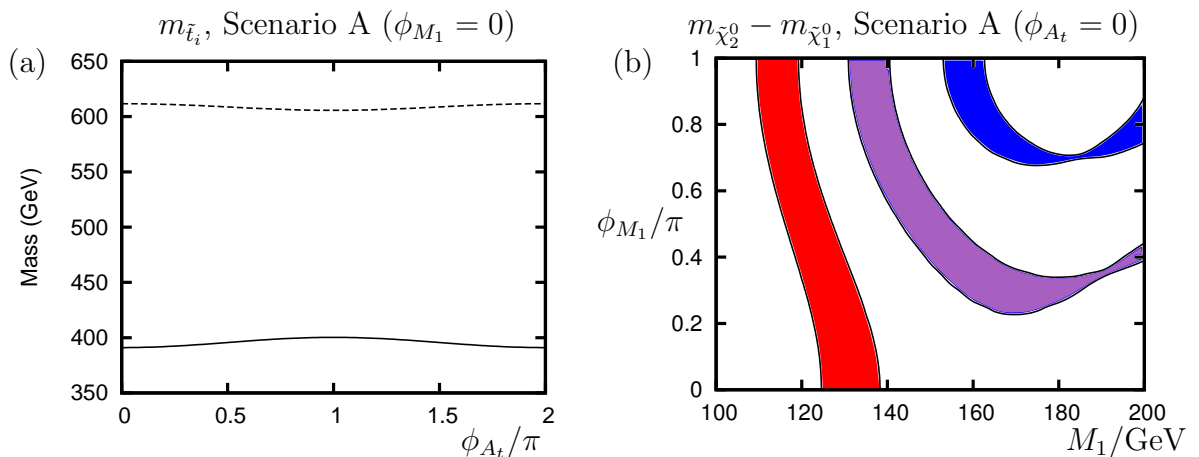 $m_{\tilde{t}_i}$, Scenario A ($\phi_{M_1} = 0$)
(a)
650
600
550
500
450
400
350
Mass (GeV)
0 0.5 1 1.5 2
$\phi_{A_t}/\pi$
$m_{\tilde{\chi}_2^0} - m_{\tilde{\chi}_1^0}$, Scenario A ($\phi_{A_t} = 0$)
(b)
1
0.8
0.6
0.4
0.2
0
$\phi_{M_1}/\pi$
100 120 140 160 180 200
$M_1$/GeV